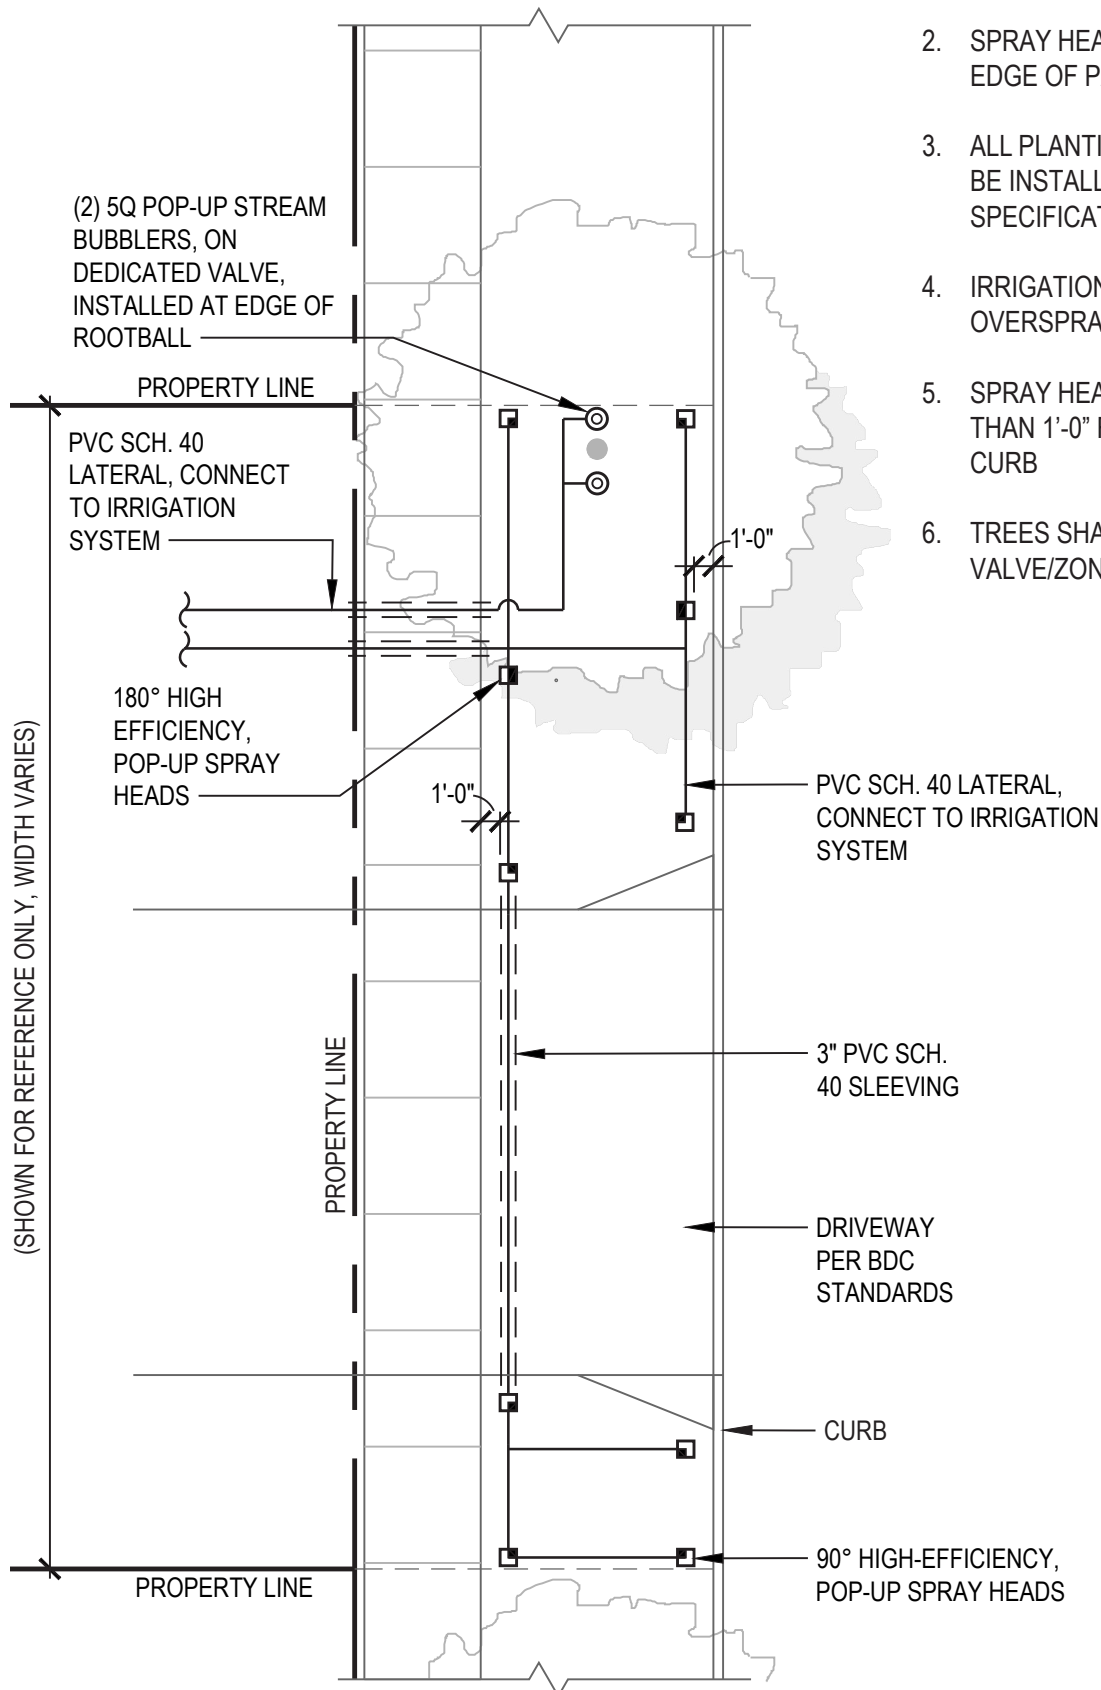 2. SPRAY HEA
EDGE OF P
3. ALL PLANTI
BE INSTALL
SPECIFICAT
4. IRRIGATION
OVERSPRA
5. SPRAY HEA
THAN 1'-0”
CURB
6. TREES SHA
VALVE/ZON
(2) 5Q POP-UP STREAM
BUBBLERS, ON
DEDICATED VALVE,
INSTALLED AT EDGE OF
ROOTBALL
PROPERTY LINE
PVC SCH. 40
LATERAL, CONNECT
TO IRRIGATION
SYSTEM
1'-0"
180° HIGH
EFFICIENCY,
POP-UP SPRAY
HEADS
1'-0"
PVC SCH. 40 LATERAL,
CONNECT TO IRRIGATION
SYSTEM
(SHOWN FOR REFERENCE ONLY, WIDTH VARIES)
PROPERTY LINE
3" PVC SCH.
40 SLEEVING
DRIVEWAY
PER BDC
STANDARDS
CURB
90° HIGH-EFFICIENCY,
POP-UP SPRAY HEADS
PROPERTY LINE